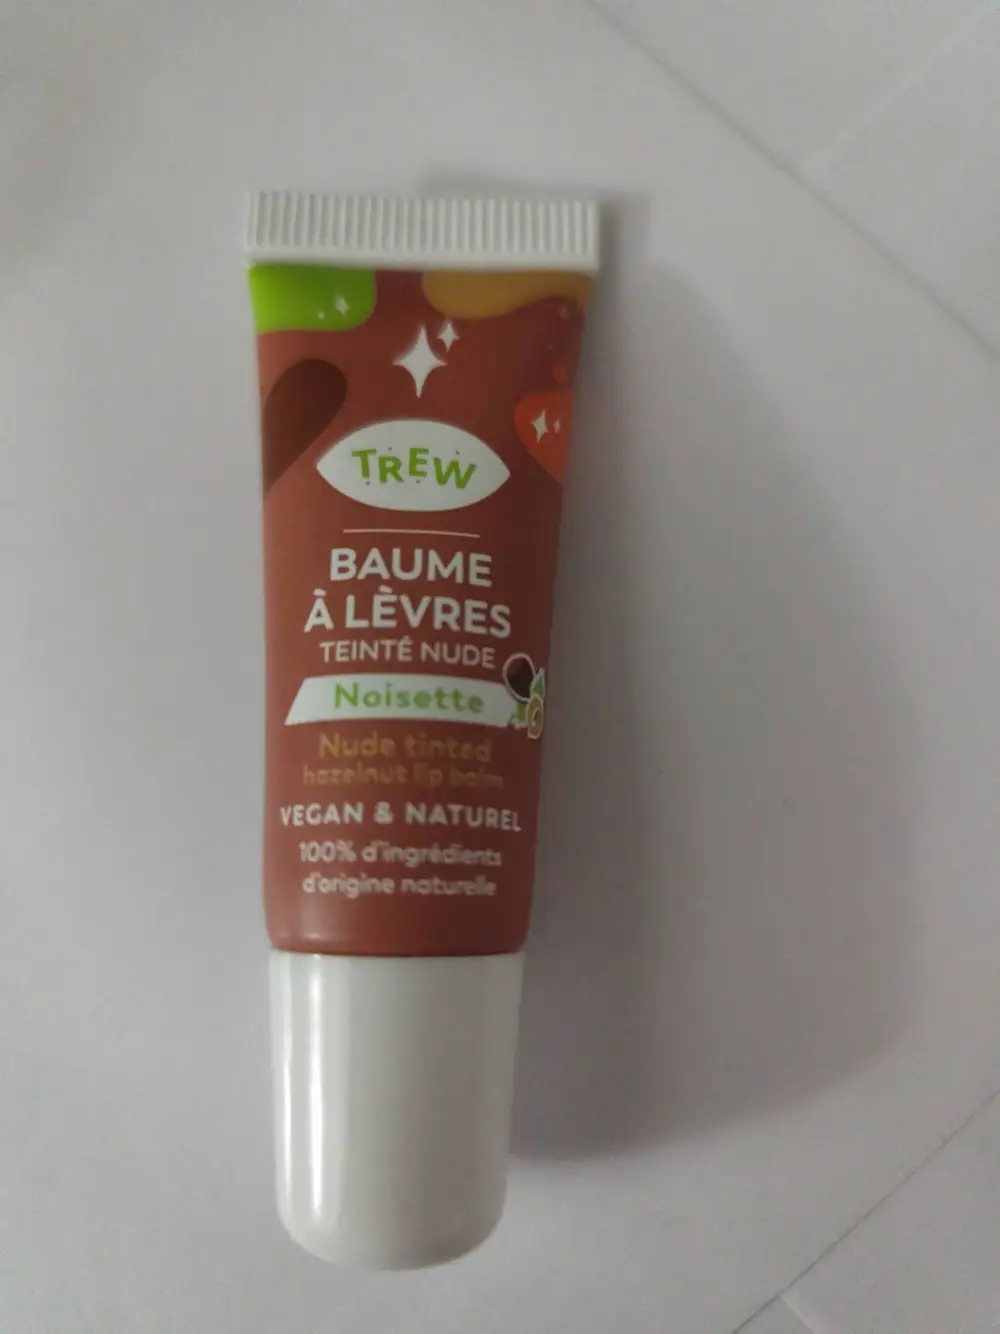 TREW
BAUME
À LÈVRES
TEINTÉ NUDE
Noisette
Nude tinted
hazelnut lip balm
VEGAN & NATUREL
100% d'ingrédients
d'origine naturelle